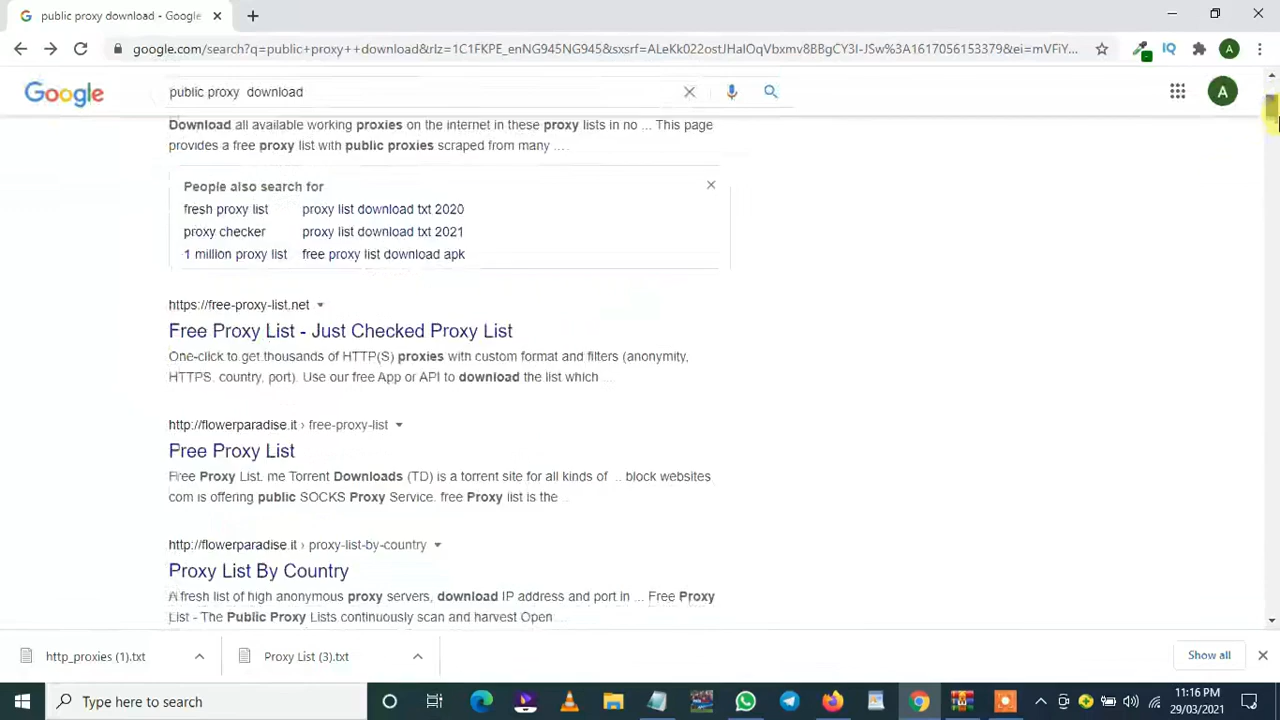 public proxy download - Google
google.com/search?q=public+proxy++download&rlz=1C1FKPE_enNG945NG945&sxsrf=ALeKk022ostJHalOqVbxmv8BBgCY3I-JSw%3A1617056153379&ei=mVFiY...
Google
public proxy  download
A
Download all available working proxies on the internet in these proxy lists in no ... This page
provides a free proxy list with public proxies scraped from many ...
People also search for
fresh proxy list
proxy list download txt 2020
proxy checker
proxy list download txt 2021
1 million proxy list
free proxy list download apk
https://free-proxy-list.net
Free Proxy List - Just Checked Proxy List
One-click to get thousands of HTTP(S) proxies with custom format and filters (anonymity,
HTTPS, country, port). Use our free App or API to download the list which ...
http://flowerparadise.it › free-proxy-list
Free Proxy List
Free Proxy List. me Torrent Downloads (TD) is a torrent site for all kinds of ... block websites
com is offering public SOCKS Proxy Service. free Proxy list is the ...
http://flowerparadise.it › proxy-list-by-country
Proxy List By Country
A fresh list of high anonymous proxy servers, download IP address and port in ... Free Proxy
List - The Public Proxy Lists continuously scan and harvest Open
http_proxies (1).txt
Proxy List (3).txt
Show all
Type here to search
11:16 PM
29/03/2021